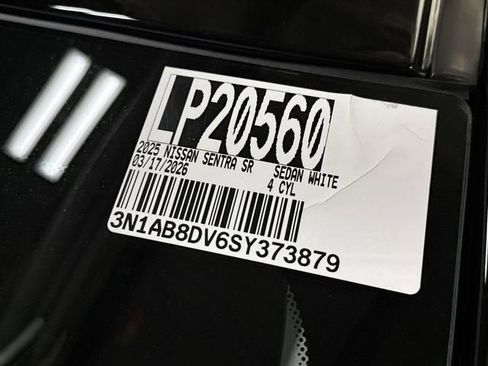 LP20560
2025 NISSAN SENTRA SR SEDAN WHITE
03/17/2026 4 CYL
3N1AB8DV6SY373879